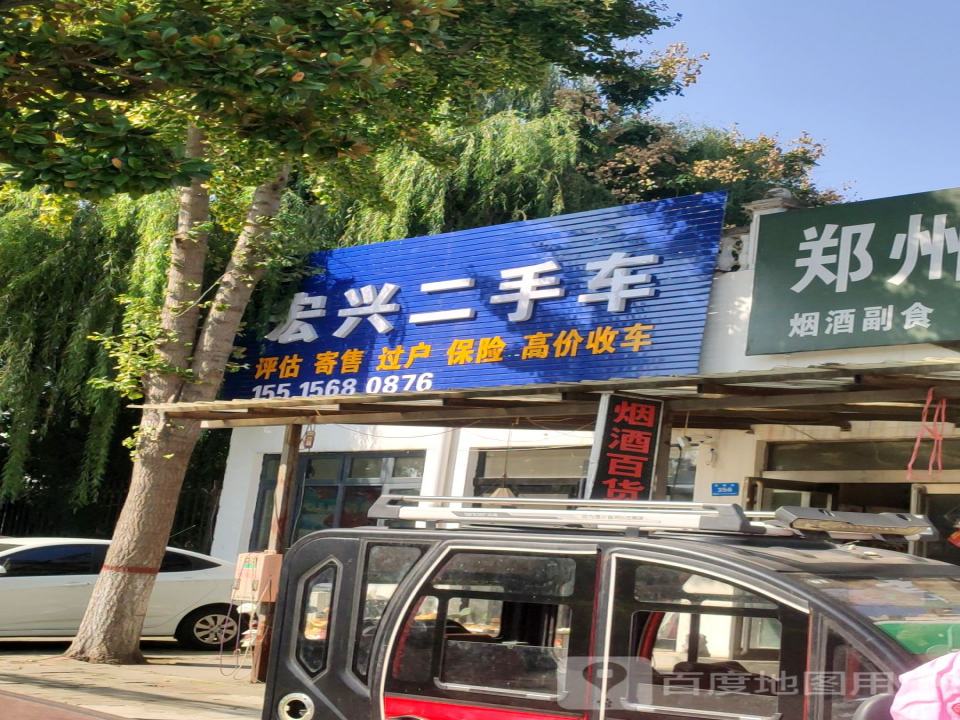 宏兴二手车
评估 寄售 过户 保险 高价收车
155 1568 0876
郑州
烟酒副食
烟酒百货
百度地图用